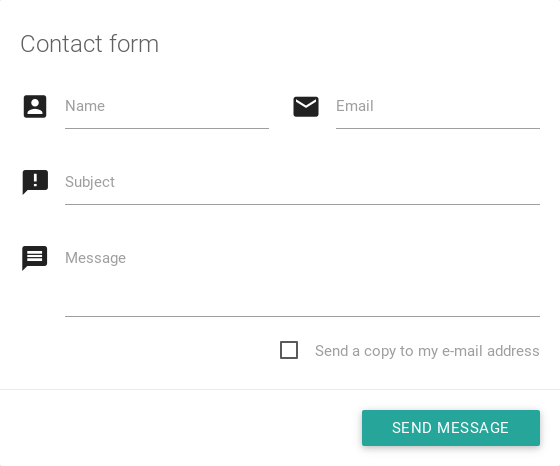 Contact form
Name
Email
Subject
Message
Send a copy to my e-mail address
SEND MESSAGE